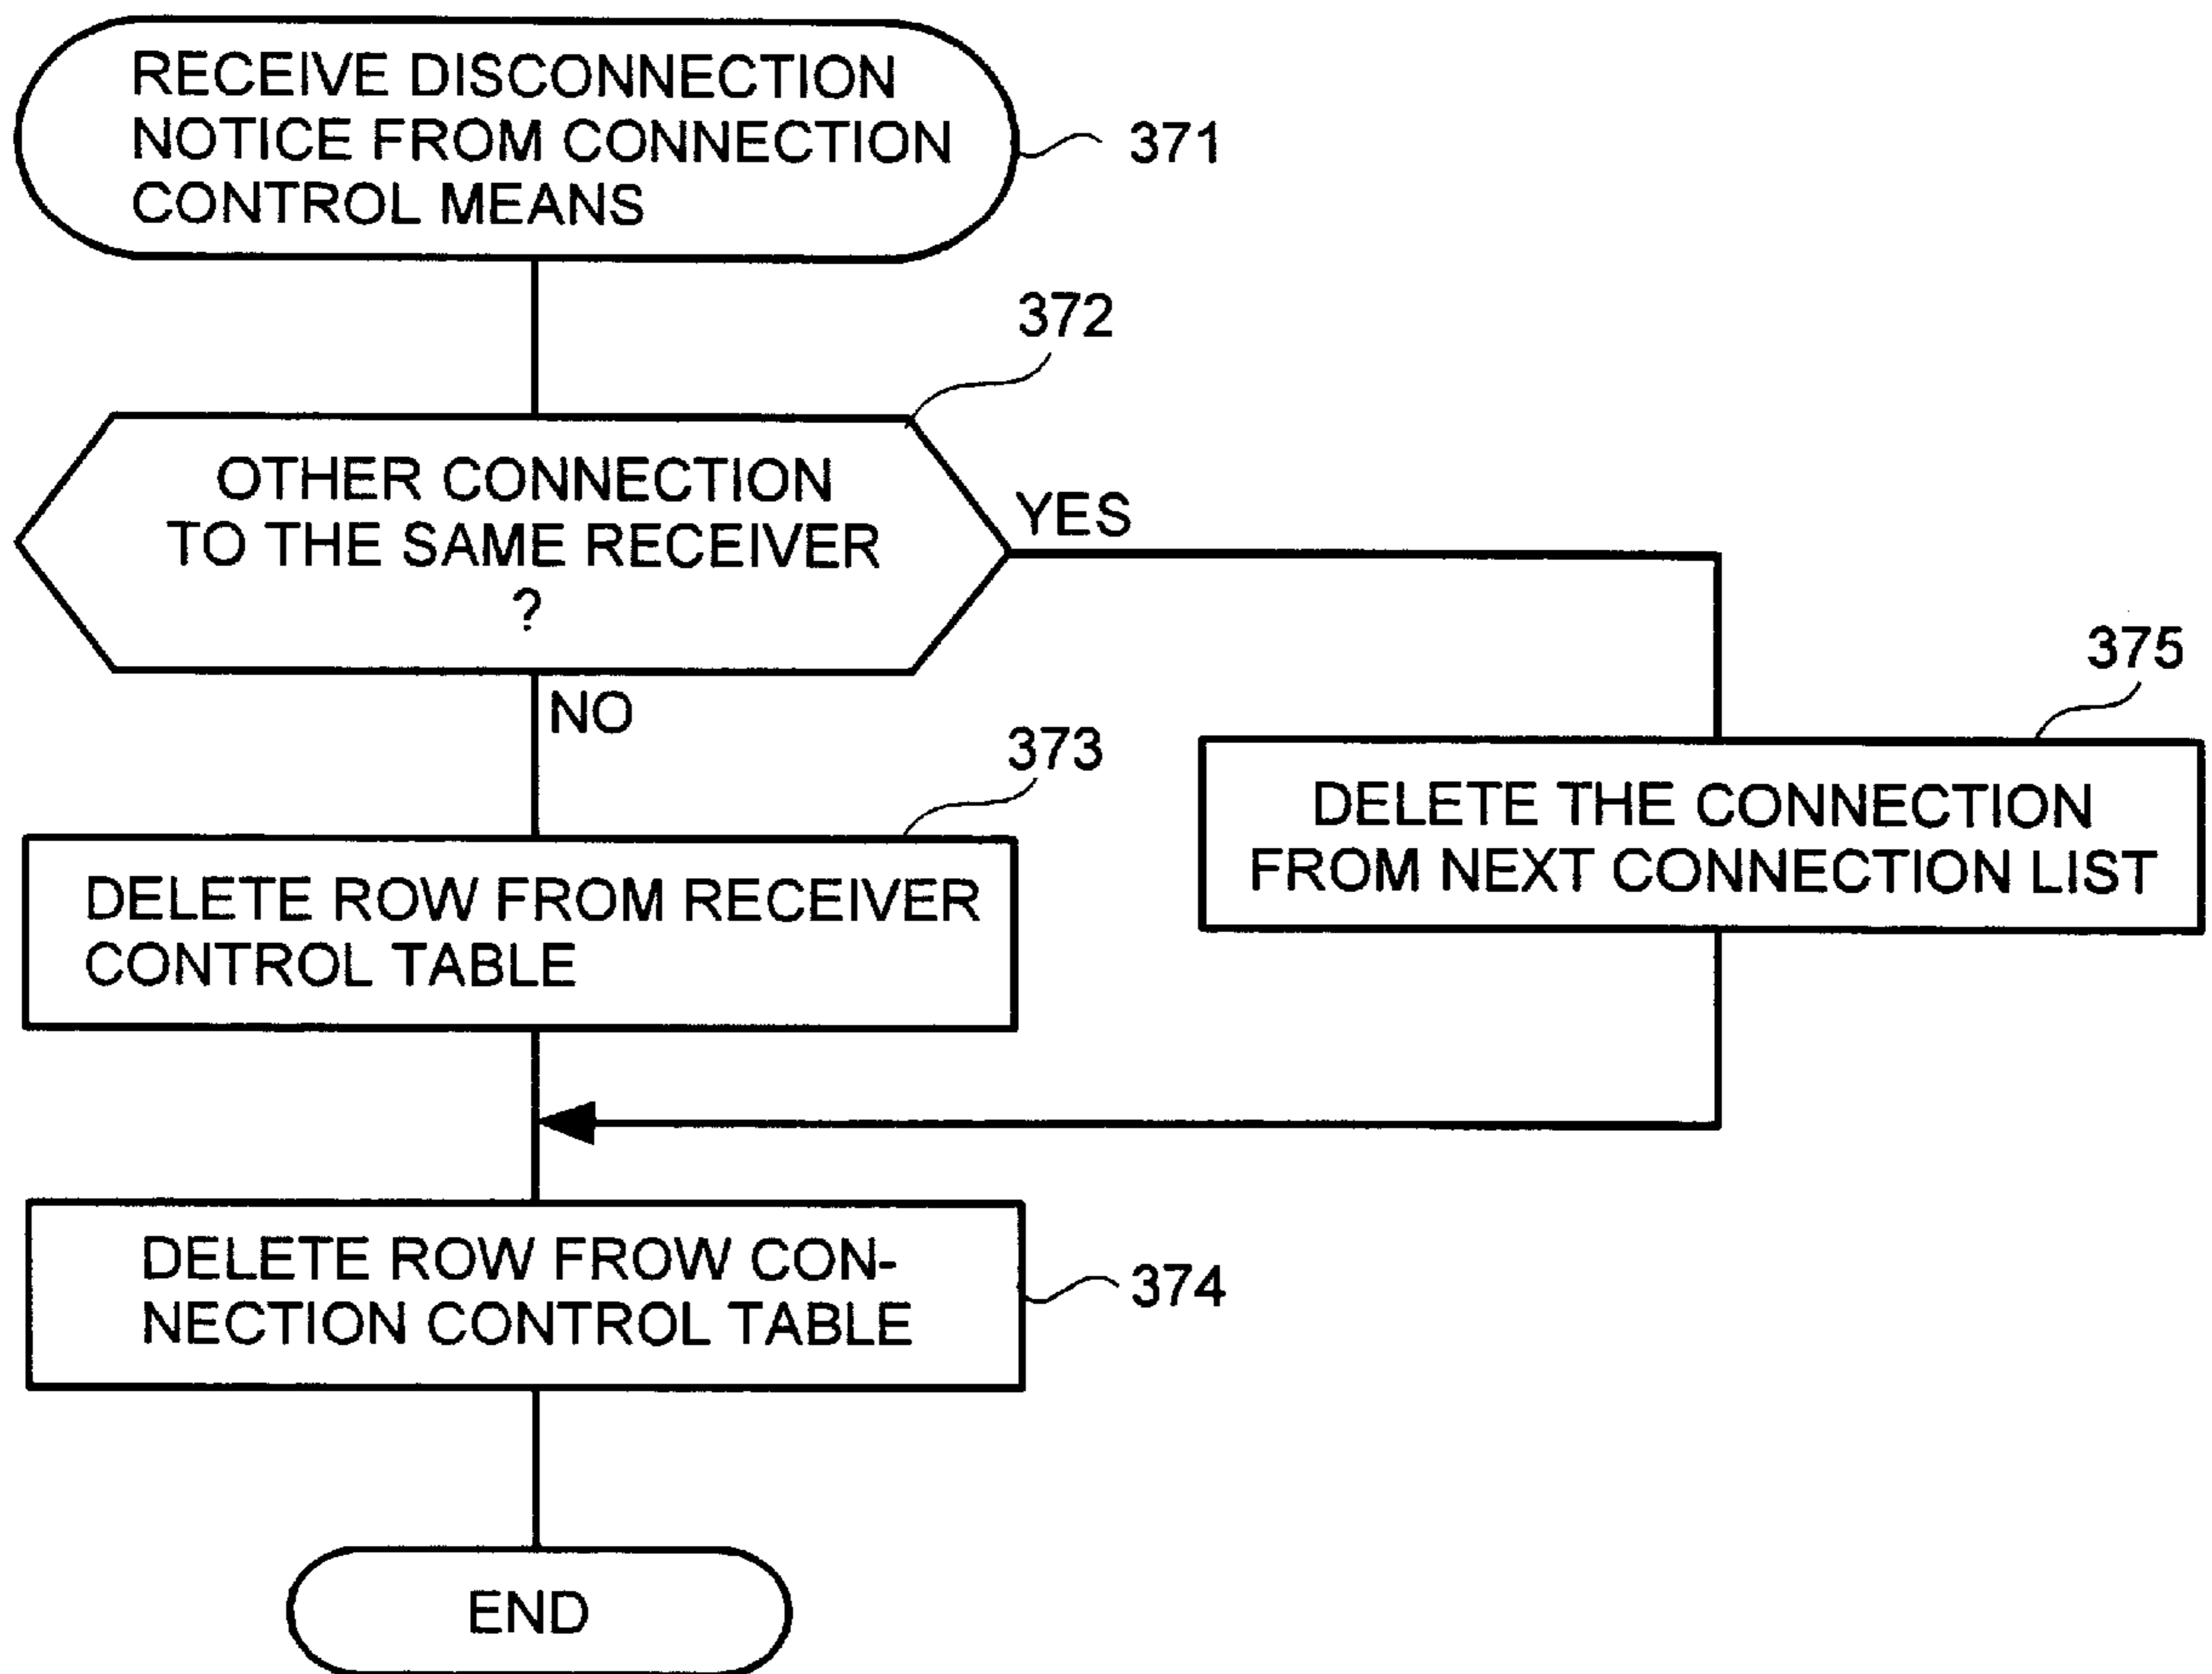 RECEIVE DISCONNECTION
NOTICE FROM CONNECTION
CONTROL MEANS
371
372
OTHER CONNECTION
TO THE SAME RECEIVER
?
YES
NO
375
373
DELETE THE CONNECTION
FROM NEXT CONNECTION LIST
DELETE ROW FROM RECEIVER
CONTROL TABLE
DELETE ROW FROW CON-
NECTION CONTROL TABLE
374
END